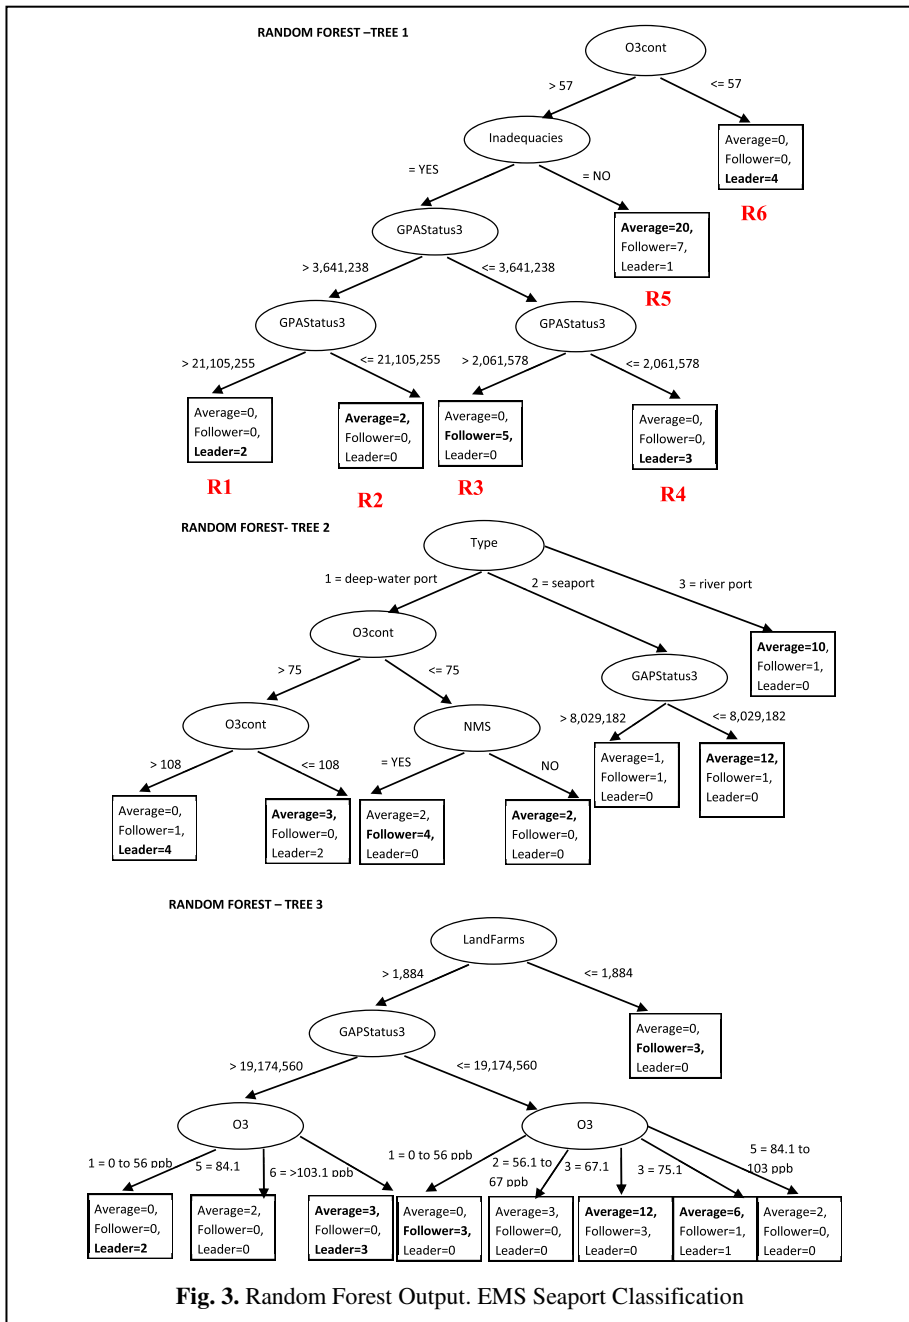 RANDOM FOREST –TREE 1
O3cont
> 57
<= 57
Inadequacies
Average=0,
Follower=0,
Leader=4
R6
= YES
= NO
GPAStatus3
Average=20,
Follower=7,
Leader=1
R5
> 3,641,238
<= 3,641,238
GPAStatus3
GPAStatus3
> 21,105,255
<= 21,105,255
> 2,061,578
<= 2,061,578
Average=0,
Follower=0,
Leader=2
R1
Average=2,
Follower=0,
Leader=0
R2
Average=0,
Follower=5,
Leader=0
R3
Average=0,
Follower=0,
Leader=3
R4
RANDOM FOREST- TREE 2
Type
1 = deep-water port
2 = seaport
3 = river port
O3cont
Average=10,
Follower=1,
Leader=0
GAPStatus3
> 75
<= 75
O3cont
NMS
> 8,029,182
<= 8,029,182
Average=1,
Follower=1,
Leader=0
Average=12,
Follower=1,
Leader=0
> 108
<= 108
= YES
NO
Average=0,
Follower=1,
Leader=4
Average=3,
Follower=0,
Leader=2
Average=2,
Follower=4,
Leader=0
Average=2,
Follower=0,
Leader=0
RANDOM FOREST – TREE 3
LandFarms
> 1,884
<= 1,884
GAPStatus3
Average=0,
Follower=3,
Leader=0
> 19,174,560
<= 19,174,560
O3
O3
1 = 0 to 56 ppb
5 = 84.1
6 = >103.1 ppb
1 = 0 to 56 ppb
2 = 56.1 to
67 ppb
3 = 67.1
3 = 75.1
5 = 84.1 to
103 ppb
Average=0,
Follower=0,
Leader=2
Average=2,
Follower=0,
Leader=0
Average=3,
Follower=0,
Leader=3
Average=0,
Follower=3,
Leader=0
Average=3,
Follower=0,
Leader=0
Average=12,
Follower=3,
Leader=0
Average=6,
Follower=1,
Leader=1
Average=2,
Follower=0,
Leader=0
Fig. 3. Random Forest Output. EMS Seaport Classification